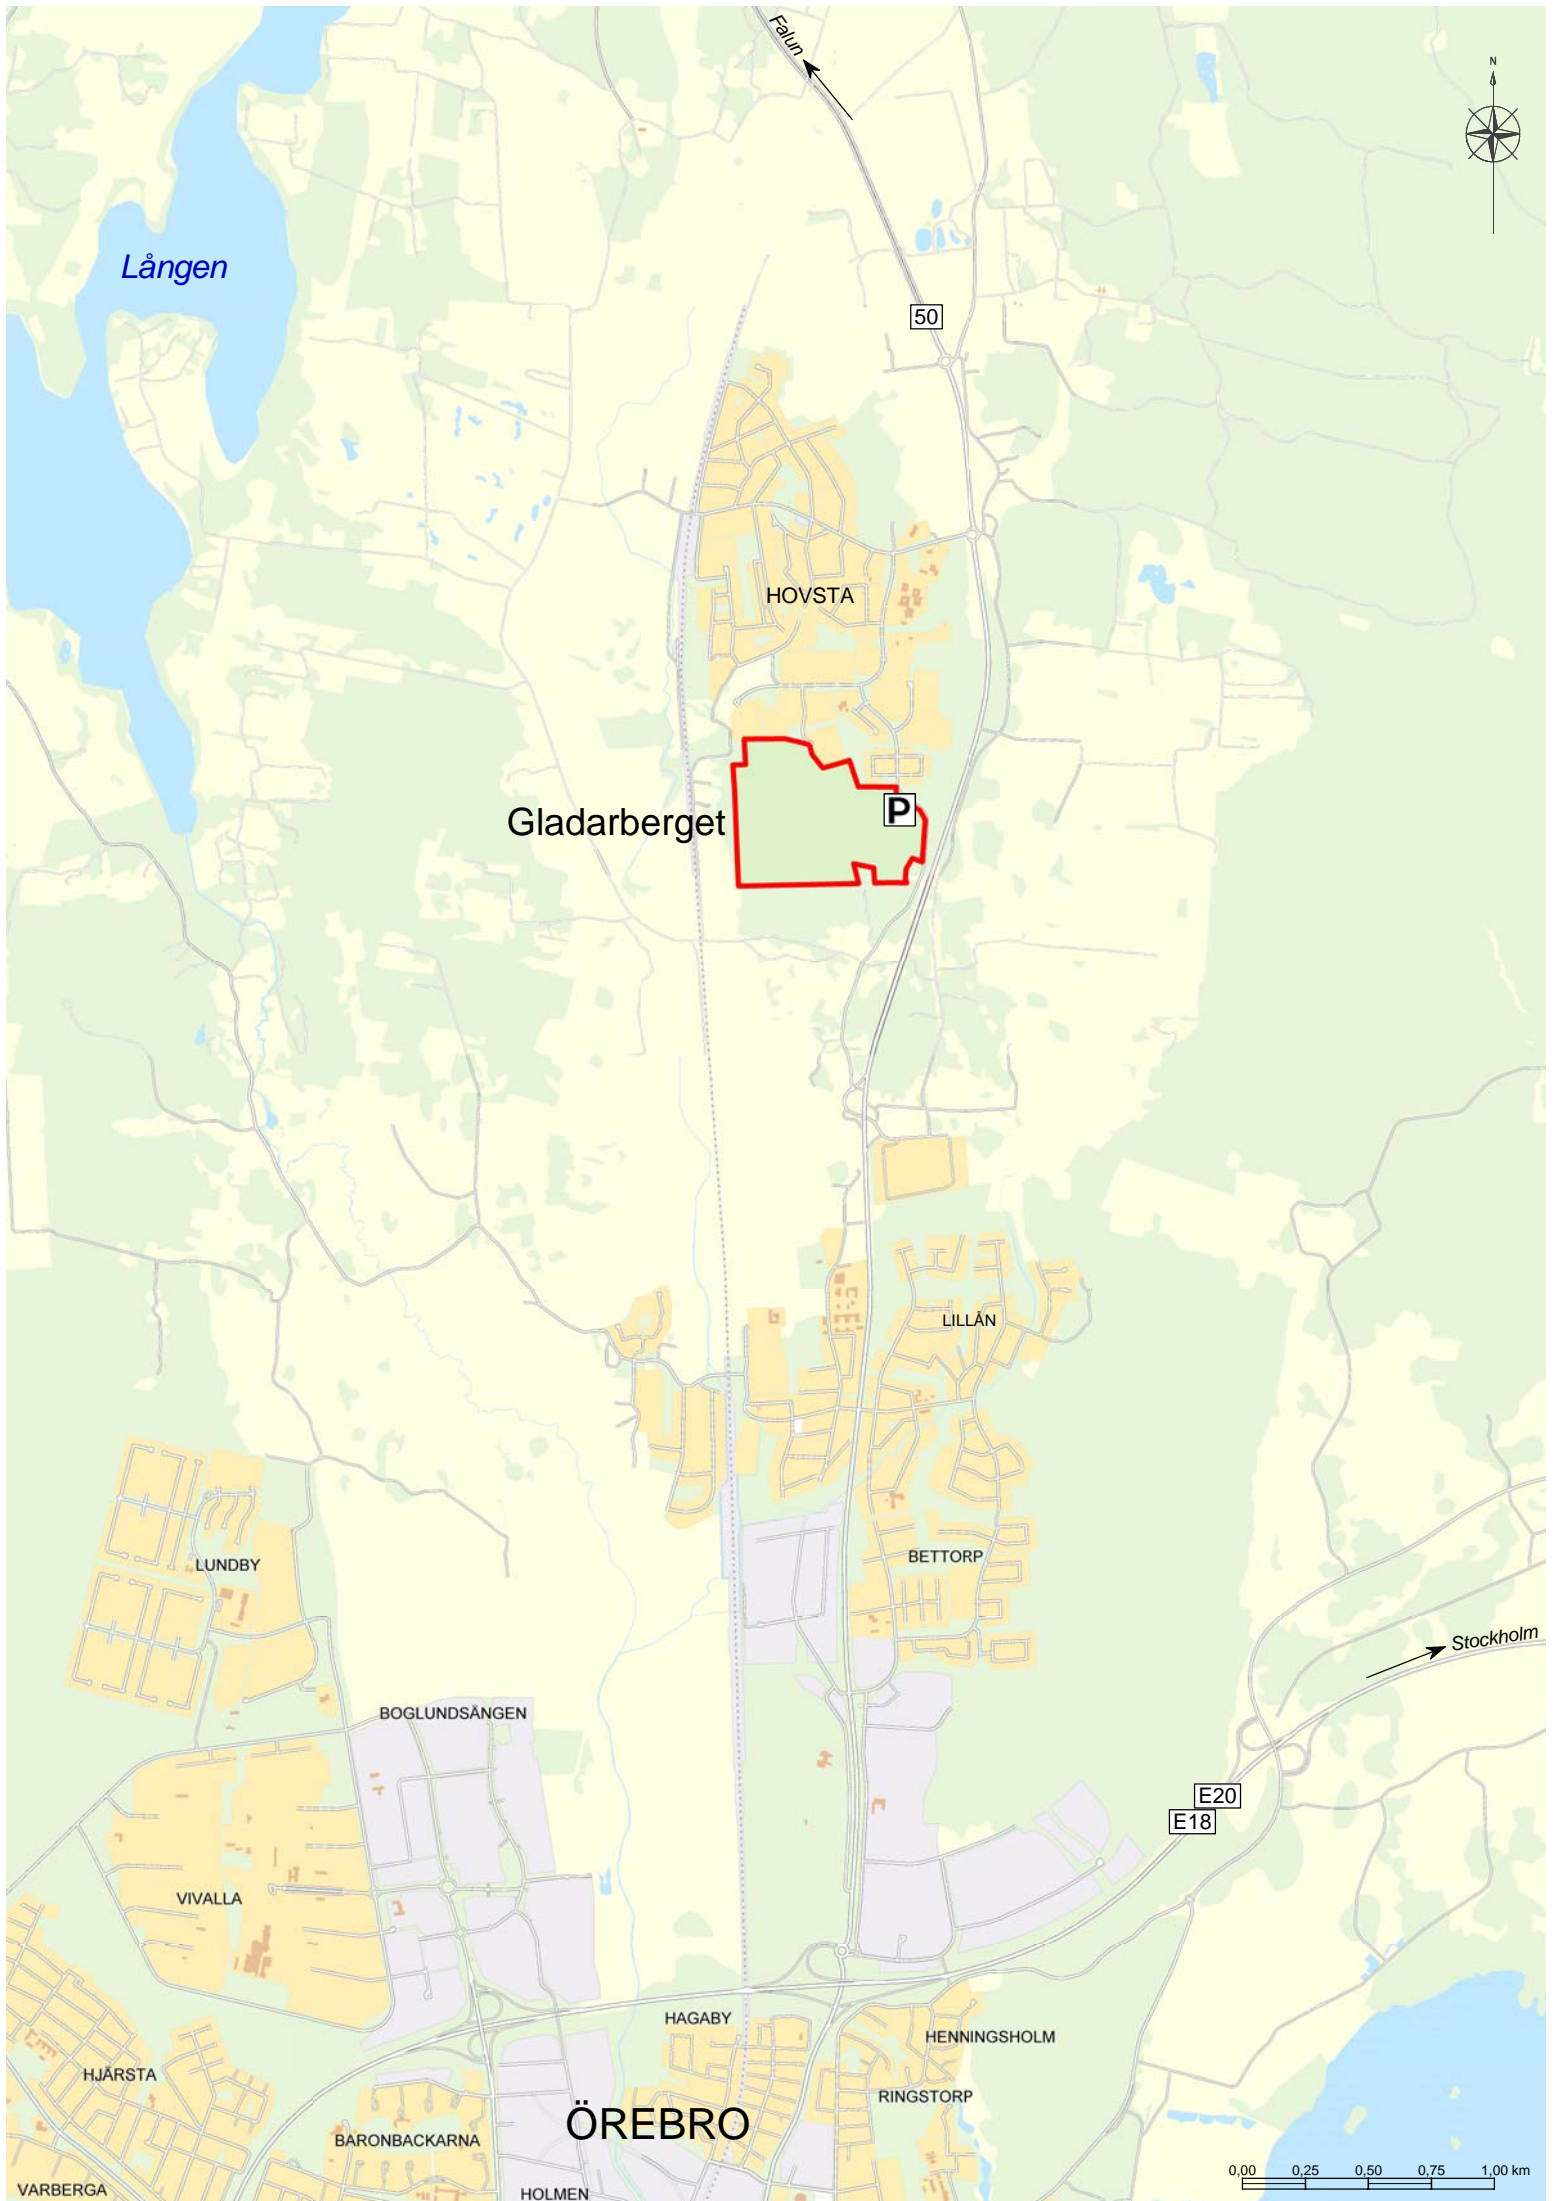 Falun
N
Lången
50
HOVSTA
Gladarberget
P
LILLÅN
LUNDBY
BETTORP
Stockholm
BOGLUNDSÄNGEN
E20
E18
VIVALLA
HAGABY
HENNINGSHOLM
HJÄRSTA
RINGSTORP
ÖREBRO
BARONBACKARNA
VARBERGA
HOLMEN
0,00 0,25 0,50 0,75 1,00 km